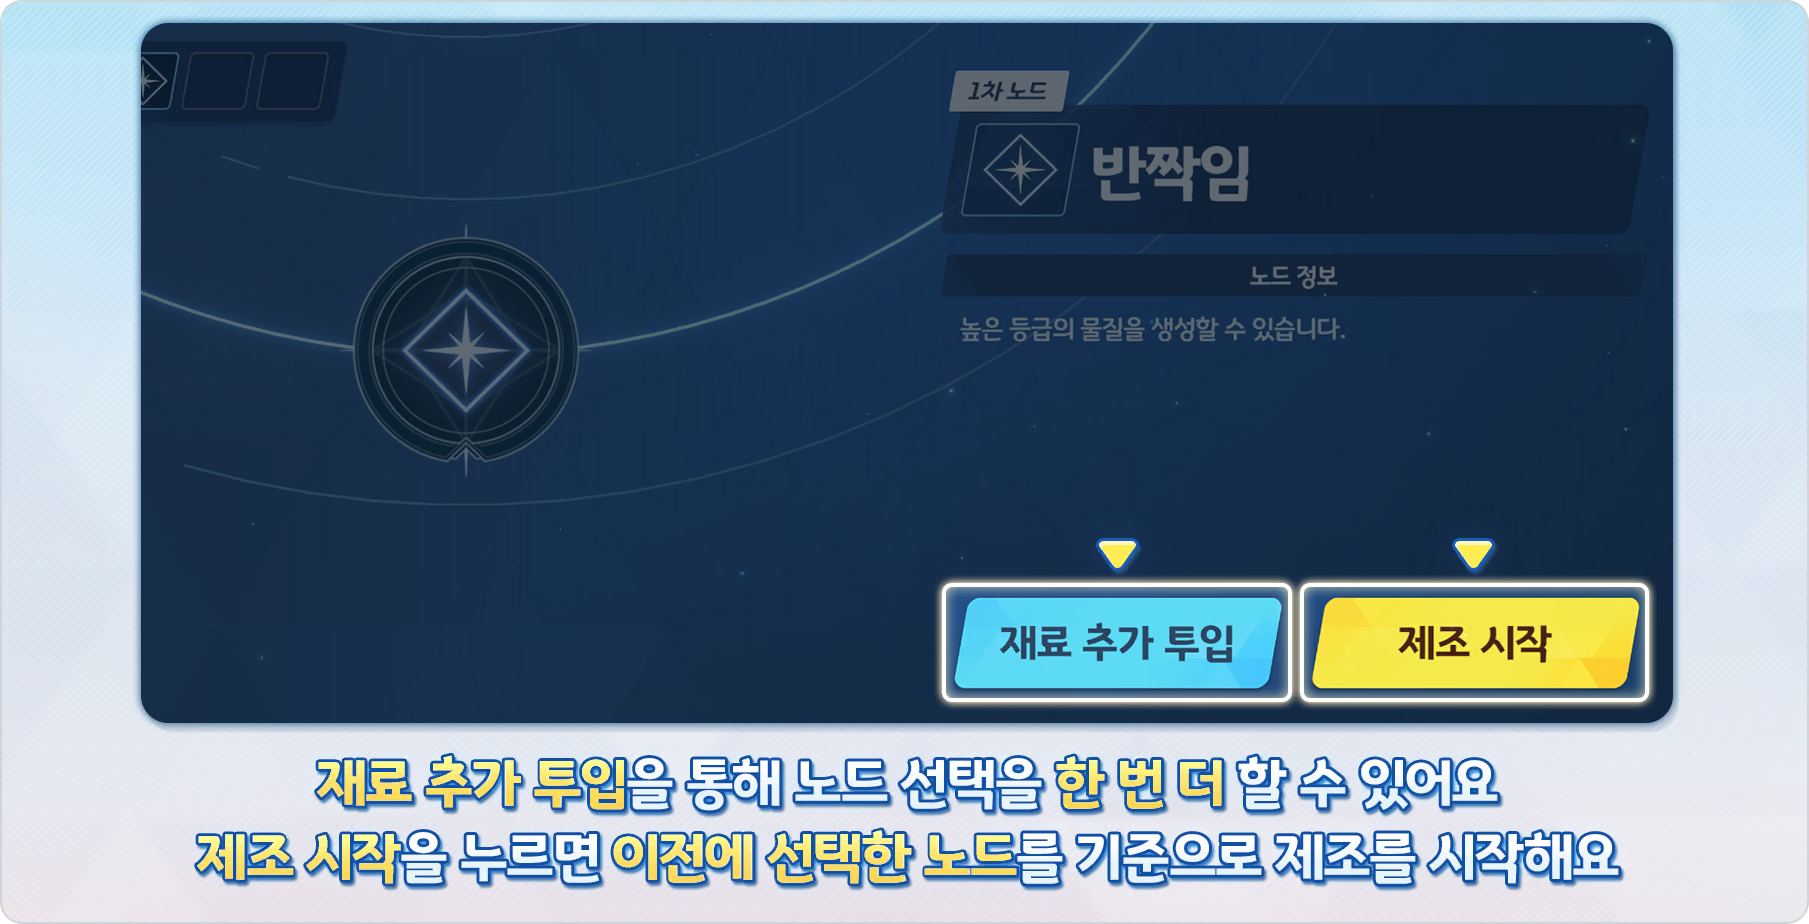 1차 노드
반짝임
노드 정보
높은 등급의 물질을 생성할 수 있습니다.
재료 추가 투입
제조 시작
재료 추가 투입을 통해 노드 선택을 한 번 더 할 수 있어요
제조 시작을 누르면 이전에 선택한 노드를 기준으로 제조를 시작해요